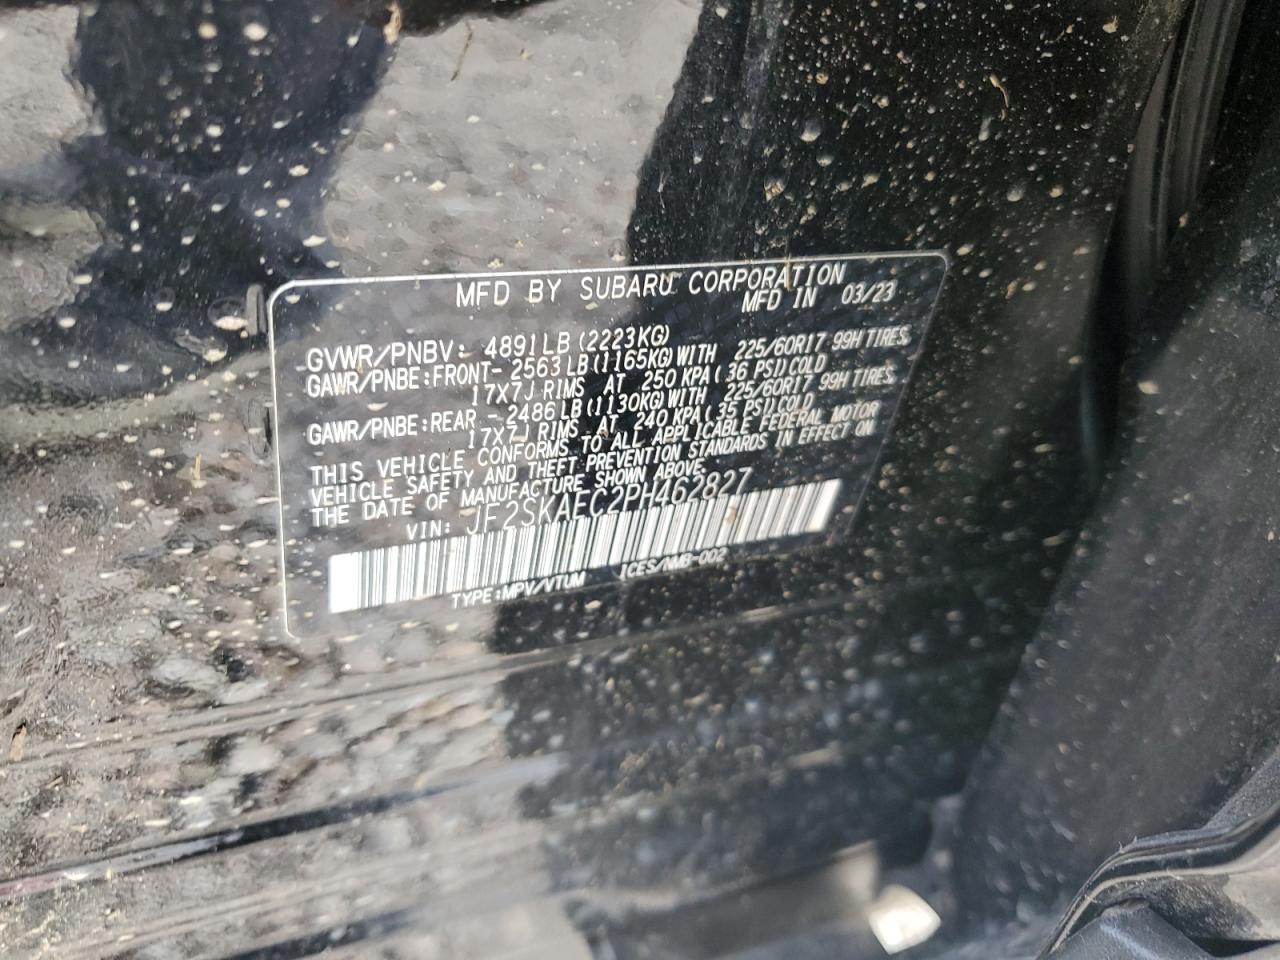 MFD BY SUBARU CORPORATION
MFD IN 03/23
GVWR/PNBV: 4891LB(2223KG)
GAWR/PNBE:FRONT- 2563LB(1165KG)WITH 225/60R17 99H TIRES,
17X7J RIMS AT 250 KPA( 36 PSI)COLD
GAWR/PNBE:REAR - 2486LB(1130KG)WITH 225/60R17 99H TIRES,
17X7J RIMS AT 240 KPA( 35 PSI)COLD
THIS VEHICLE CONFORMS TO ALL APPLICABLE FEDERAL MOTOR
VEHICLE SAFETY AND THEFT PREVENTION STANDARDS IN EFFECT ON
THE DATE OF MANUFACTURE SHOWN ABOVE.
VIN: JF2SKAEC2PH462827
TYPE:MPV/VTUM ICES/NMB-002